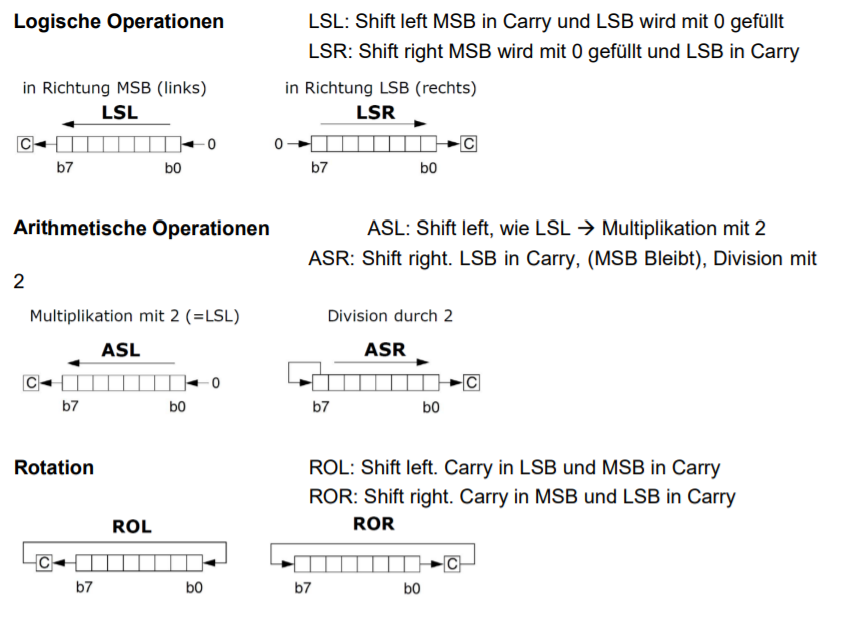 Logische Operationen LSL: Shift left MSB in Carry und LSB wird mit 0 gefüllt
LSR: Shift right MSB wird mit 0 gefüllt und LSB in Carry
in Richtung MSB (links) in Richtung LSB (rechts)
LSL LSR
C 0 0 C
b7 b0 b7 b0
Arithmetische Operationen ASL: Shift left, wie LSL → Multiplikation mit 2
ASR: Shift right. LSB in Carry, (MSB Bleibt), Division mit
2
Multiplikation mit 2 (=LSL) Division durch 2
ASL ASR
C 0 C
b7 b0 b7 b0
Rotation ROL: Shift left. Carry in LSB und MSB in Carry
ROR: Shift right. Carry in MSB und LSB in Carry
ROL ROR
C C
b7 b0 b7 b0